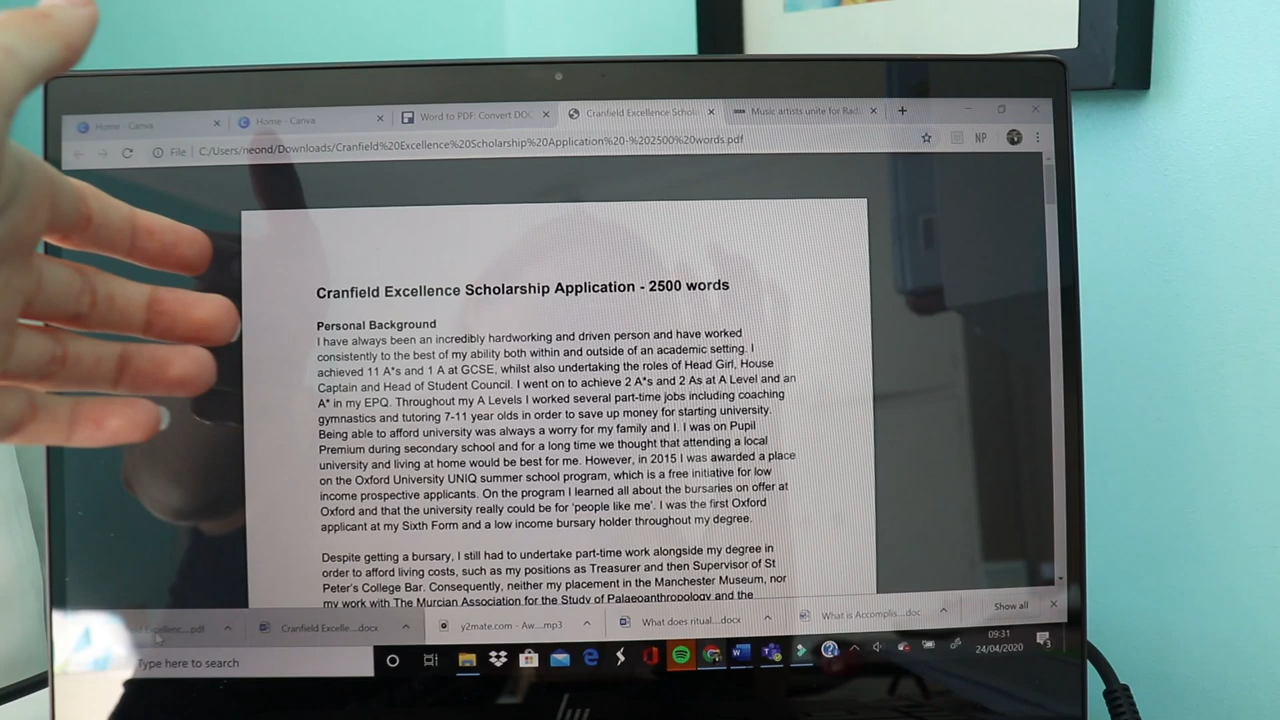 Home - Canva
Home - Canva
Word to PDF: Convert DOC
Cranfield Excellence Schol
Music artists unite for Rad
File
C:/Users/neond/Downloads/Cranfield%20Excellence%20Scholarship%20Application%20-%202500%20words.pdf
NP
Cranfield Excellence Scholarship Application - 2500 words
Personal Background
I have always been an incredibly hardworking and driven person and have worked
consistently to the best of my ability both within and outside of an academic setting. I
achieved 11 A*s and 1 A at GCSE, whilst also undertaking the roles of Head Girl, House
Captain and Head of Student Council. I went on to achieve 2 A*s and 2 As at A Level and an
A* in my EPQ. Throughout my A Levels I worked several part-time jobs including coaching
gymnastics and tutoring 7-11 year olds in order to save up money for starting university.
Being able to afford university was always a worry for my family and I. I was on Pupil
Premium during secondary school and for a long time we thought that attending a local
university and living at home would be best for me. However, in 2015 I was awarded a place
on the Oxford University UNIQ summer school program, which is a free initiative for low
income prospective applicants. On the program I learned all about the bursaries on offer at
Oxford and that the university really could be for 'people like me'. I was the first Oxford
applicant at my Sixth Form and a low income bursary holder throughout my degree.
Despite getting a bursary, I still had to undertake part-time work alongside my degree in
order to afford living costs, such as my positions as Treasurer and then Supervisor of St
Peter's College Bar. Consequently, neither my placement in the Manchester Museum, nor
my work with The Murcian Association for the Study of Palaeoanthropology and the
Excellenc....pdf
Cranfield Excelle....docx
y2mate.com - Aw....mp3
What does ritual....docx
What is Accomplis...doc
Show all
Type here to search
09:31
24/04/2020
3
hp